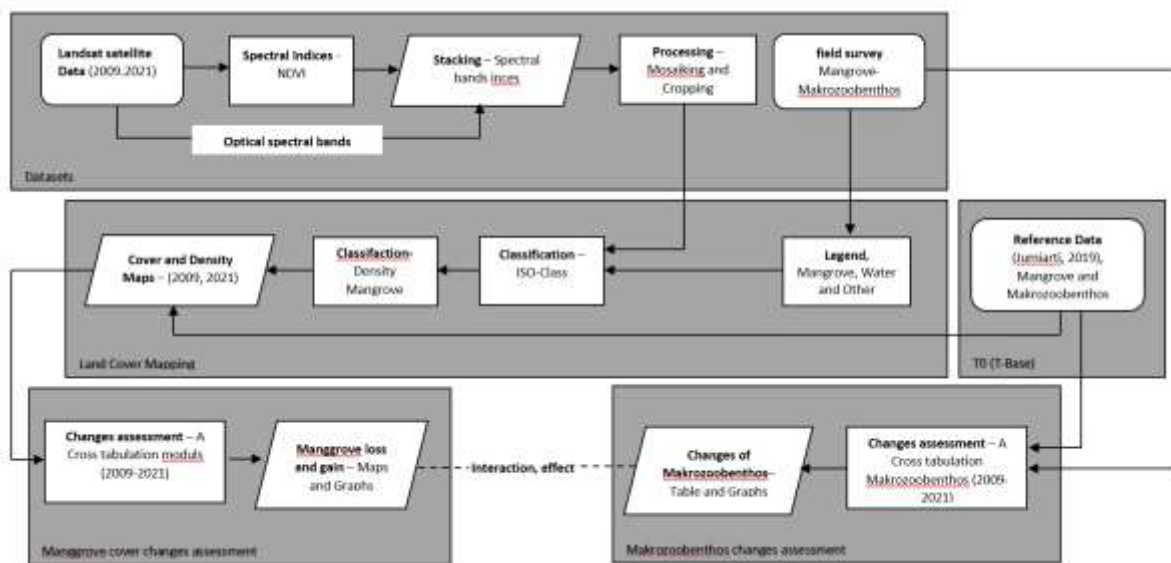 Landsat satellite
Data (2009.2021)
Spectral Indices -
NDVI
Stacking – Spectral
bands inces
Processing –
Mosaiking and
Cropping
field survey
Mangrove-
Makrozoobenthos
Optical spectral bands
Datasets
Cover and Density
Maps – (2009, 2021)
Classifaction-
Density
Mangrove
Classification –
ISO-Class
Legend,
Mangrove, Water
and Other
Reference Data
(Jumiarti, 2019),
Mangrove and
Makrozoobenthos
Land Cover Mapping
T0 (T-Base)
Changes assessment – A
Cross tabulation moduls
(2009-2021)
Manggrove loss
and gain – Maps
and Graphs
Interaction, effect
Changes of
Makrozoobenthos–
Table and Graphs
Changes assessment – A
Cross tabulation
Makrozoobenthos (2009-
2021)
Manggrove cover changes assessment
Makrozoobenthos changes assessment